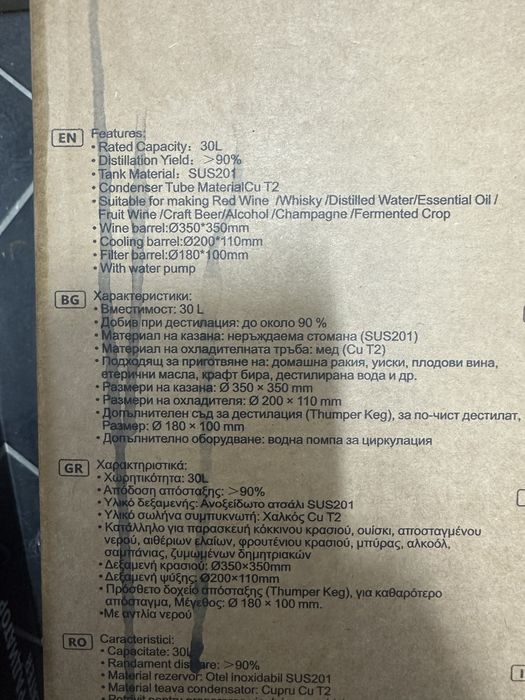 EN Features:
• Rated Capacity: 30L
• Distillation Yield: >90%
• Tank Material: SUS201
• Condenser Tube MaterialCu T2
• Suitable for making Red Wine /Whisky /Distilled Water/Essential Oil /
Fruit Wine /Craft Beer/Alcohol /Champagne /Fermented Crop
• Wine barrel:Ø350*350mm
• Cooling barrel:Ø200*110mm
• Filter barrel:Ø180*100mm
• With water pump
BG Характеристики:
• Вместимост: 30 L
• Добив при дестилация: до около 90 %
• Материал на казана: неръждаема стомана (SUS201)
• Материал на охладителната тръба: мед (Cu T2)
• Подходящ за приготвяне на: домашна ракия, уиски, плодови вина,
етерични масла, крафт бира, дестилирана вода и др.
• Размери на казана: Ø 350 × 350 mm
• Размери на охладителя: Ø 200 × 110 mm
• Допълнителен съд за дестилация (Thumper Keg), за по-чист дестилат,
Размер: Ø 180 × 100 mm
• Допълнително оборудване: водна помпа за циркулация
GR Χαρακτηριστικά:
• Χωρητικότητα: 30L
• Απόδοση απόσταξης: >90%
• Υλικό δεξαμενής: Ανοξείδωτο ατσάλι SUS201
• Υλικό σωλήνα συμπυκνωτή: Χαλκός Cu T2
• Κατάλληλο για παρασκευή κόκκινου κρασιού, ουίσκι, αποσταγμένου
νερού, αιθέριων ελαίων, φρουτένιου κρασιού, μπύρας, αλκοόλ,
σαμπάνιας, ζυμωμένων δημητριακών
• Δεξαμενή κρασιού: Ø350×350mm
• Δεξαμενή ψύξης: Ø200×110mm
• Πρόσθετο δοχείο απόσταξης (Thumper Keg), για καθαρότερο
απόσταγμα, Μέγεθος: Ø 180 × 100 mm.
•Με αντλία νερού
RO Caracteristici:
• Capacitate: 30L
• Randament distilare: >90%
• Material rezervor: Otel inoxidabil SUS201
• Material teava condensator: Cupru Cu T2